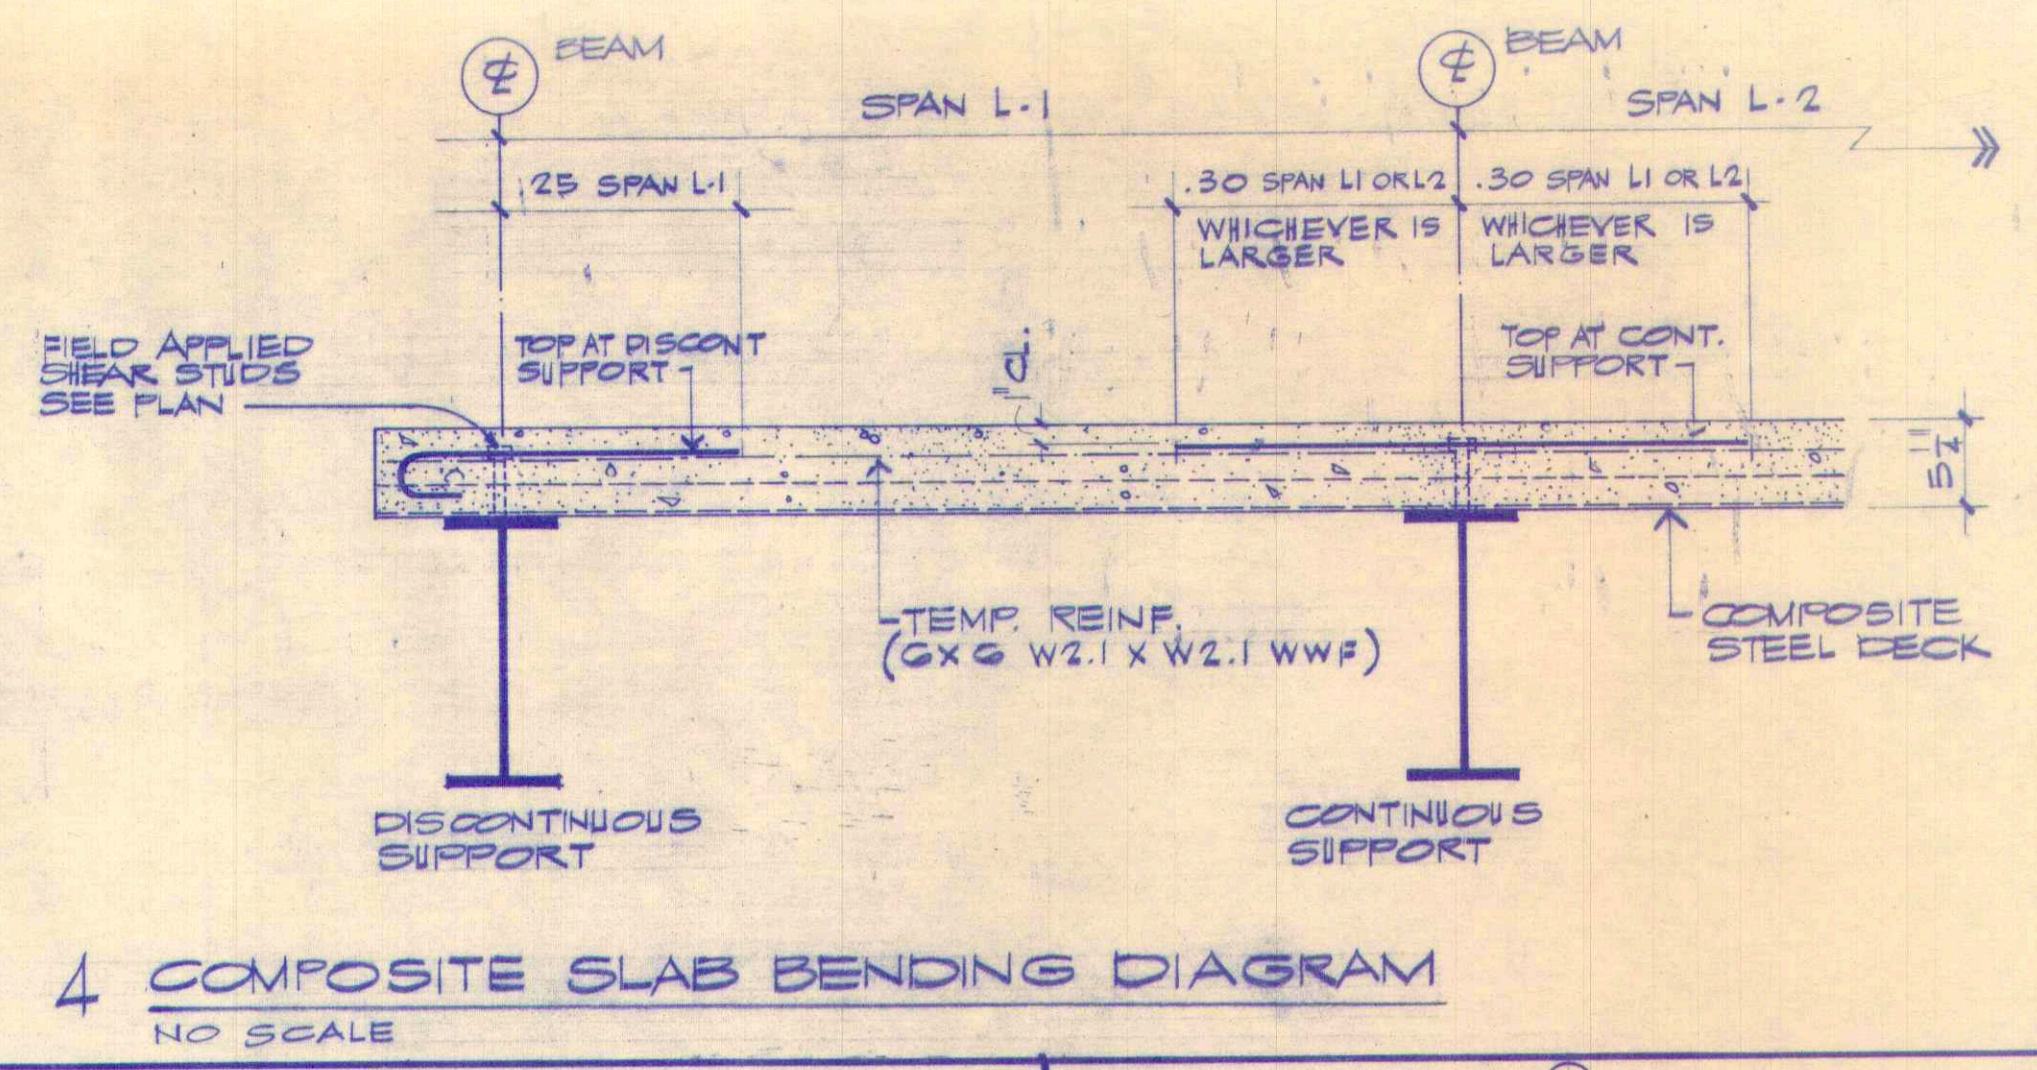 ℄ BEAM
℄ BEAM
SPAN L-1
SPAN L-2
.25 SPAN L-1
.30 SPAN L1 OR L2
WHICHEVER IS
LARGER
.30 SPAN L1 OR L2
WHICHEVER IS
LARGER
FIELD APPLIED
SHEAR STUDS
SEE PLAN
TOP AT DISCONT
SUPPORT
1" CL.
TOP AT CONT.
SUPPORT
TEMP. REINF.
(6X6 W2.1 X W2.1 WWF)
COMPOSITE
STEEL DECK
DISCONTINUOUS
SUPPORT
CONTINUOUS
SUPPORT
4 COMPOSITE SLAB BENDING DIAGRAM
NO SCALE